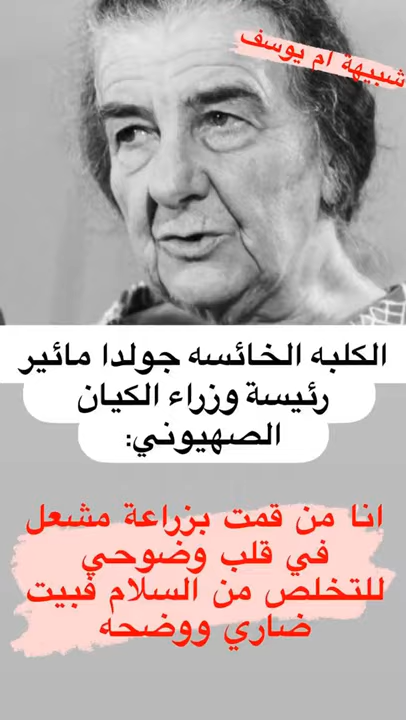 شبيهة ام يوسف
الكلبه الخائسه جولدا مائير
رئيسة وزراء الكيان
الصهيوني:
انا من قمت بزراعة مشعل
في قلب وضوحي
للتخلص من السلام فبيت
ضاري ووضحه